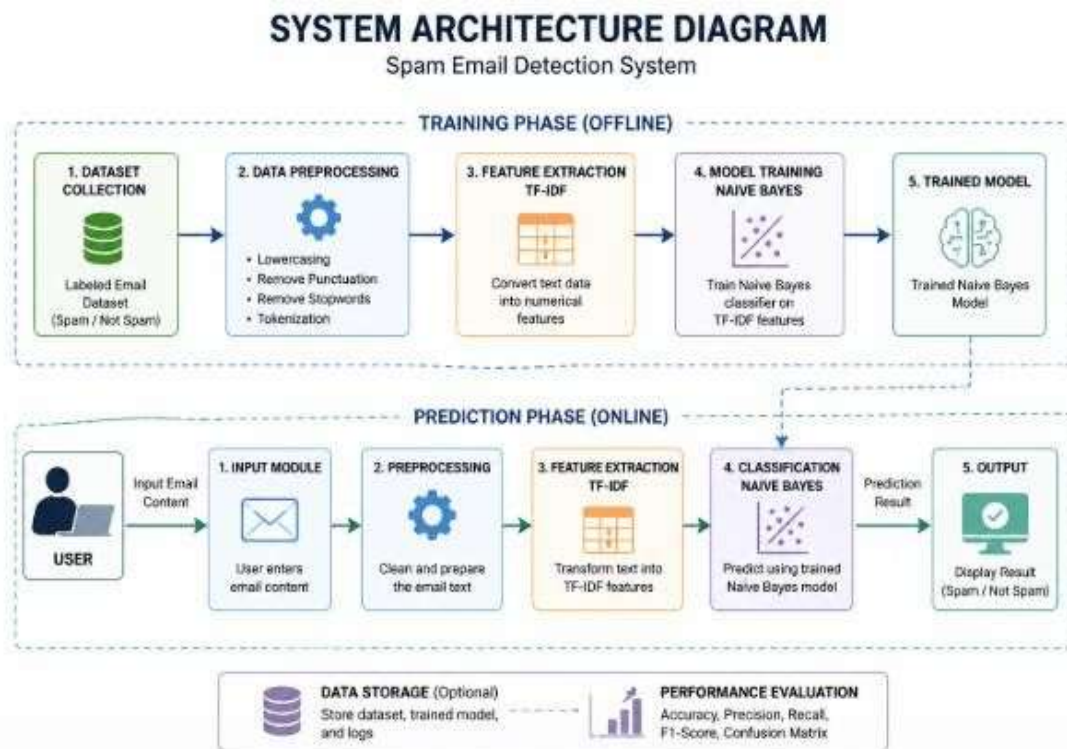 SYSTEM ARCHITECTURE DIAGRAM
Spam Email Detection System
TRAINING PHASE (OFFLINE)
1. DATASET
COLLECTION
Labeled Email
Dataset
(Spam / Not Spam)
2. DATA PREPROCESSING
• Lowercasing
• Remove Punctuation
• Remove Stopwords
• Tokenization
3. FEATURE EXTRACTION
TF-IDF
Convert text data
into numerical
features
4. MODEL TRAINING
NAIVE BAYES
Train Naive Bayes
classifier on
TF-IDF features
5. TRAINED MODEL
Trained Naive Bayes
Model
PREDICTION PHASE (ONLINE)
USER
Input Email
Content
1. INPUT MODULE
User enters
email content
2. PREPROCESSING
Clean and prepare
the email text
3. FEATURE EXTRACTION
TF-IDF
Transform text into
TF-IDF features
4. CLASSIFICATION
NAIVE BAYES
Predict using trained
Naive Bayes model
Prediction
Result
5. OUTPUT
Display Result
(Spam / Not Spam)
DATA STORAGE (Optional)
Store dataset, trained model,
and logs
PERFORMANCE EVALUATION
Accuracy, Precision, Recall,
F1-Score, Confusion Matrix